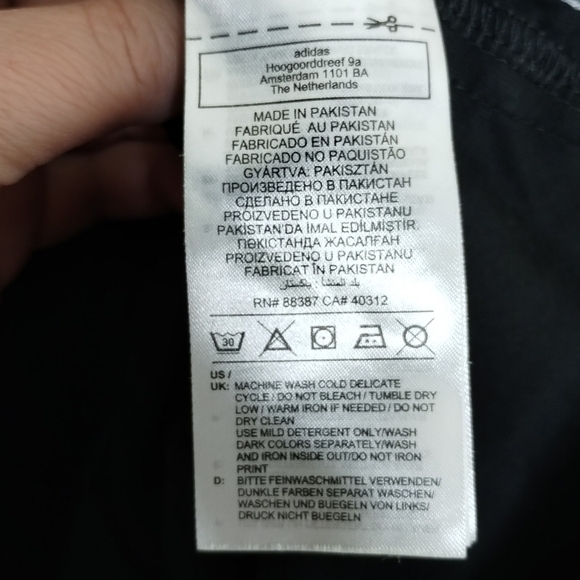 adidas
Hoogoorddreef 9a
Amsterdam 1101 BA
The Netherlands
MADE IN PAKISTAN
FABRIQUÉ AU PAKISTAN
FABRICADO EN PAKISTÁN
FABRICADO NO PAQUISTÃO
GYÁRTVA: PAKISZTÁN
ПРОИЗВЕДЕНО В ПАКИСТАН
СДЕЛАНО В ПАКИСТАНЕ
PROIZVEDENO U PAKISTANU
PAKİSTAN'DA İMAL EDİLMİŞTİR.
ПӘКІСТАНДА ЖАСАЛҒАН
PROIZVEDENO U PAKISTANU
FABRICAT ÎN PAKISTAN
بلد المنشأ: باكستان
RN# 88387 CA# 40312
30
US /
UK: MACHINE WASH COLD DELICATE
CYCLE / DO NOT BLEACH / TUMBLE DRY
LOW / WARM IRON IF NEEDED / DO NOT
DRY CLEAN
USE MILD DETERGENT ONLY/WASH
DARK COLORS SEPARATELY/WASH
AND IRON INSIDE OUT/DO NOT IRON
PRINT
D: BITTE FEINWASCHMITTEL VERWENDEN/
DUNKLE FARBEN SEPARAT WASCHEN/
WASCHEN UND BUEGELN VON LINKS/
DRUCK NICHT BUEGELN